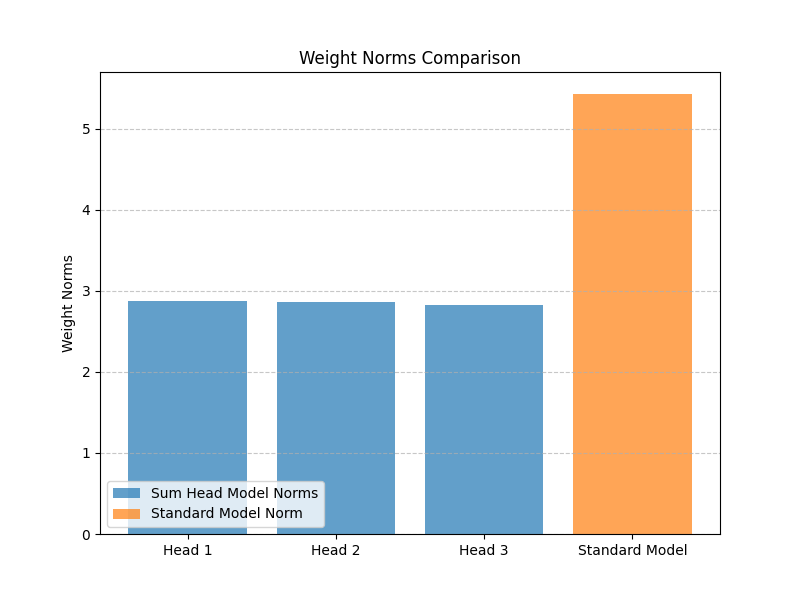 Weight Norms Comparison
Weight Norms
5
4
3
2
1
0
Sum Head Model Norms
Standard Model Norm
Head 1 Head 2 Head 3 Standard Model